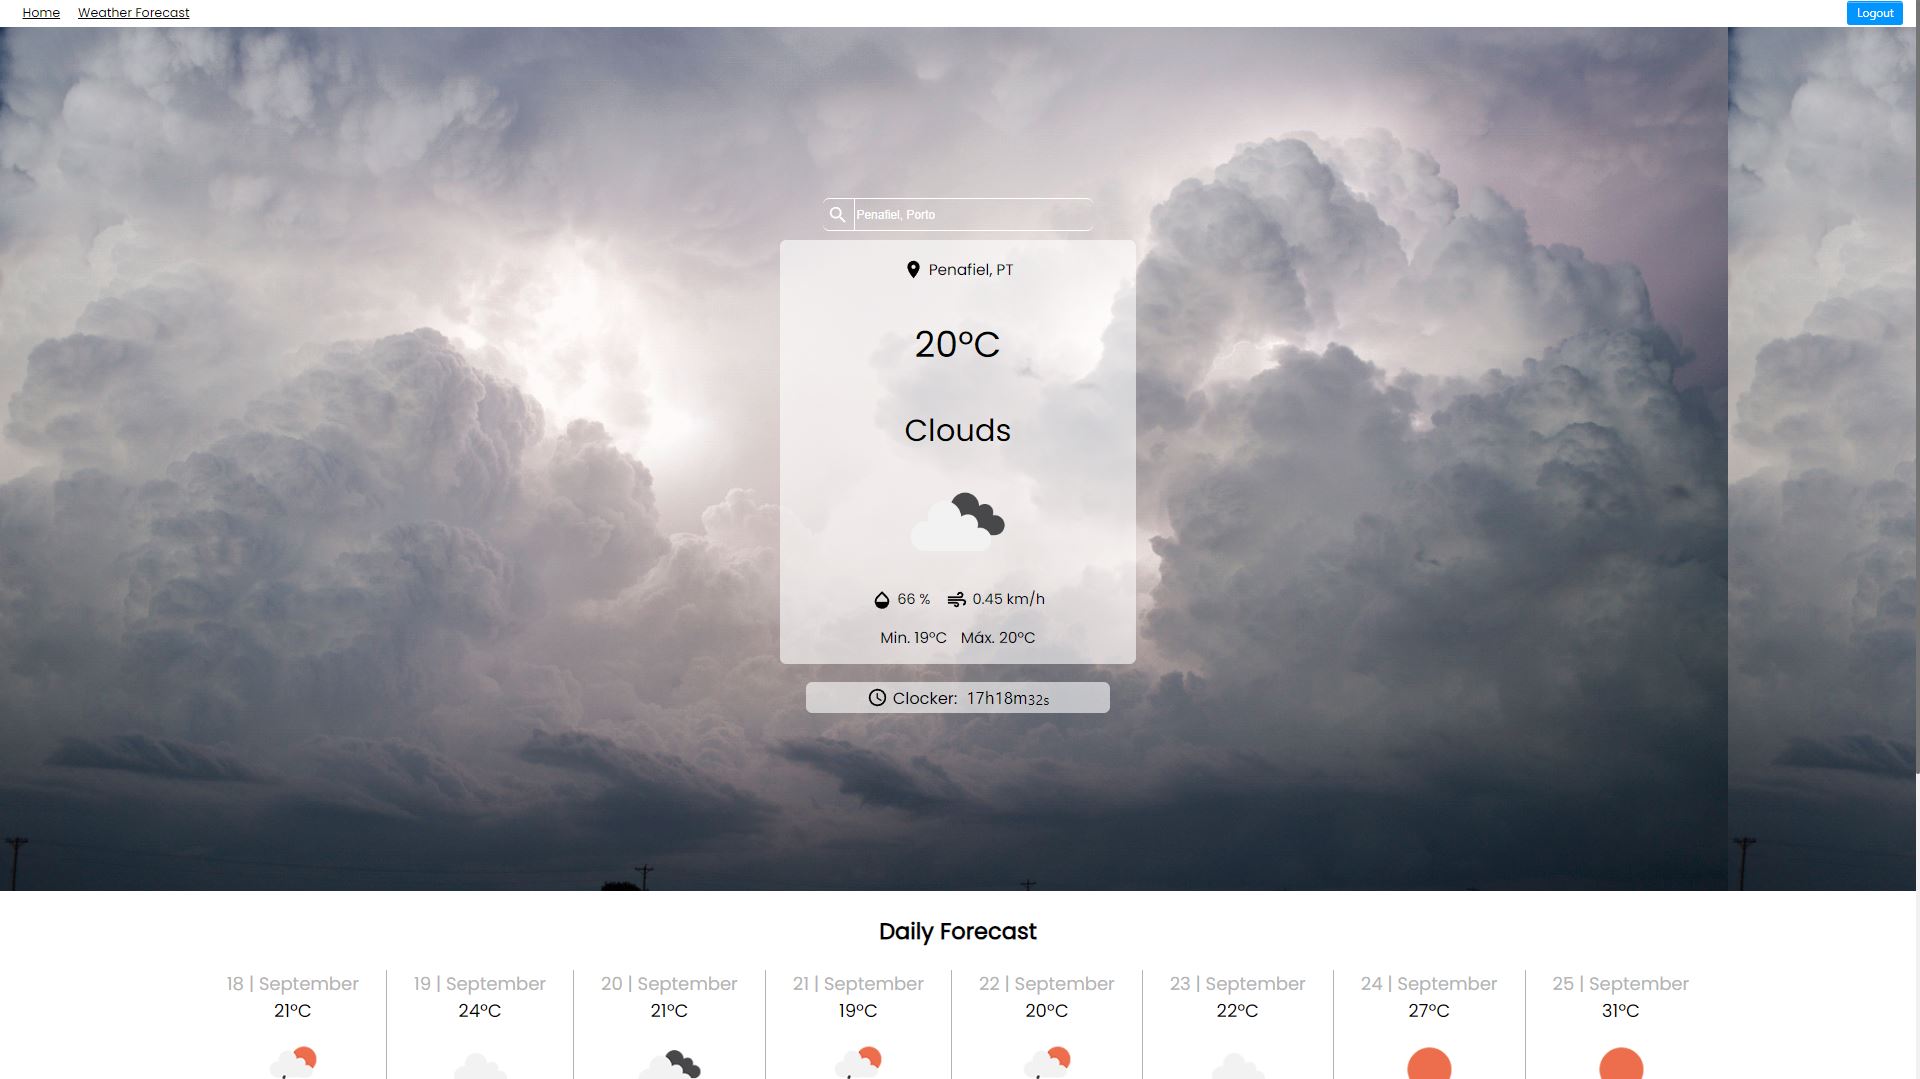 Home Weather Forecast Logout
Penafiel, Porto
Penafiel, PT
20ºC
Clouds
66 % 0.45 km/h
Min. 19ºC Máx. 20ºC
Clocker: 17h18m32s
Daily Forecast
18 | September 19 | September 20 | September 21 | September 22 | September 23 | September 24 | September 25 | September
21ºC 24ºC 21ºC 19ºC 20ºC 22ºC 27ºC 31ºC